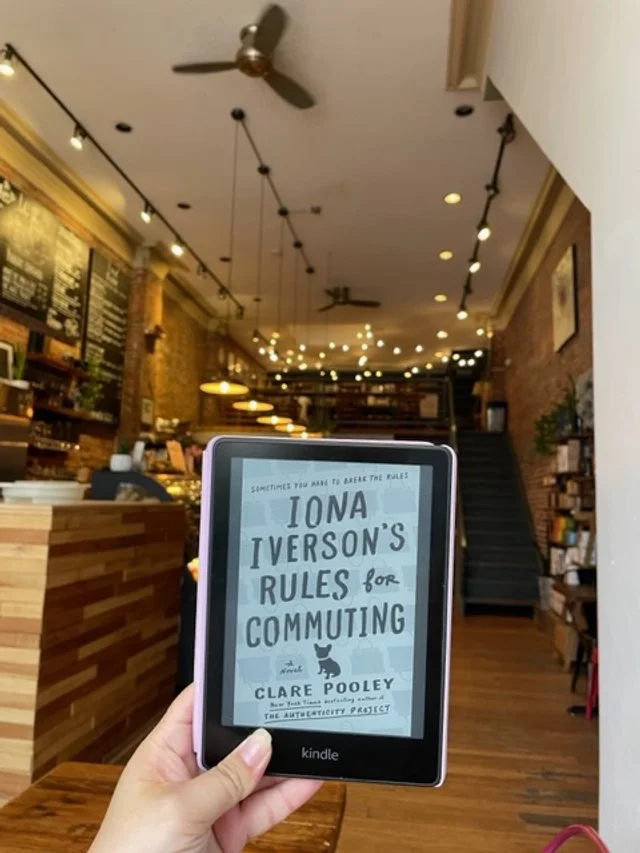 SOMETIMES YOU HAVE TO BREAK THE RULES
IONA
IVERSON'S
RULES for
COMMUTING
a
Novel
CLARE POOLEY
New York Times bestselling author of
THE AUTHENTICITY PROJECT
kindle